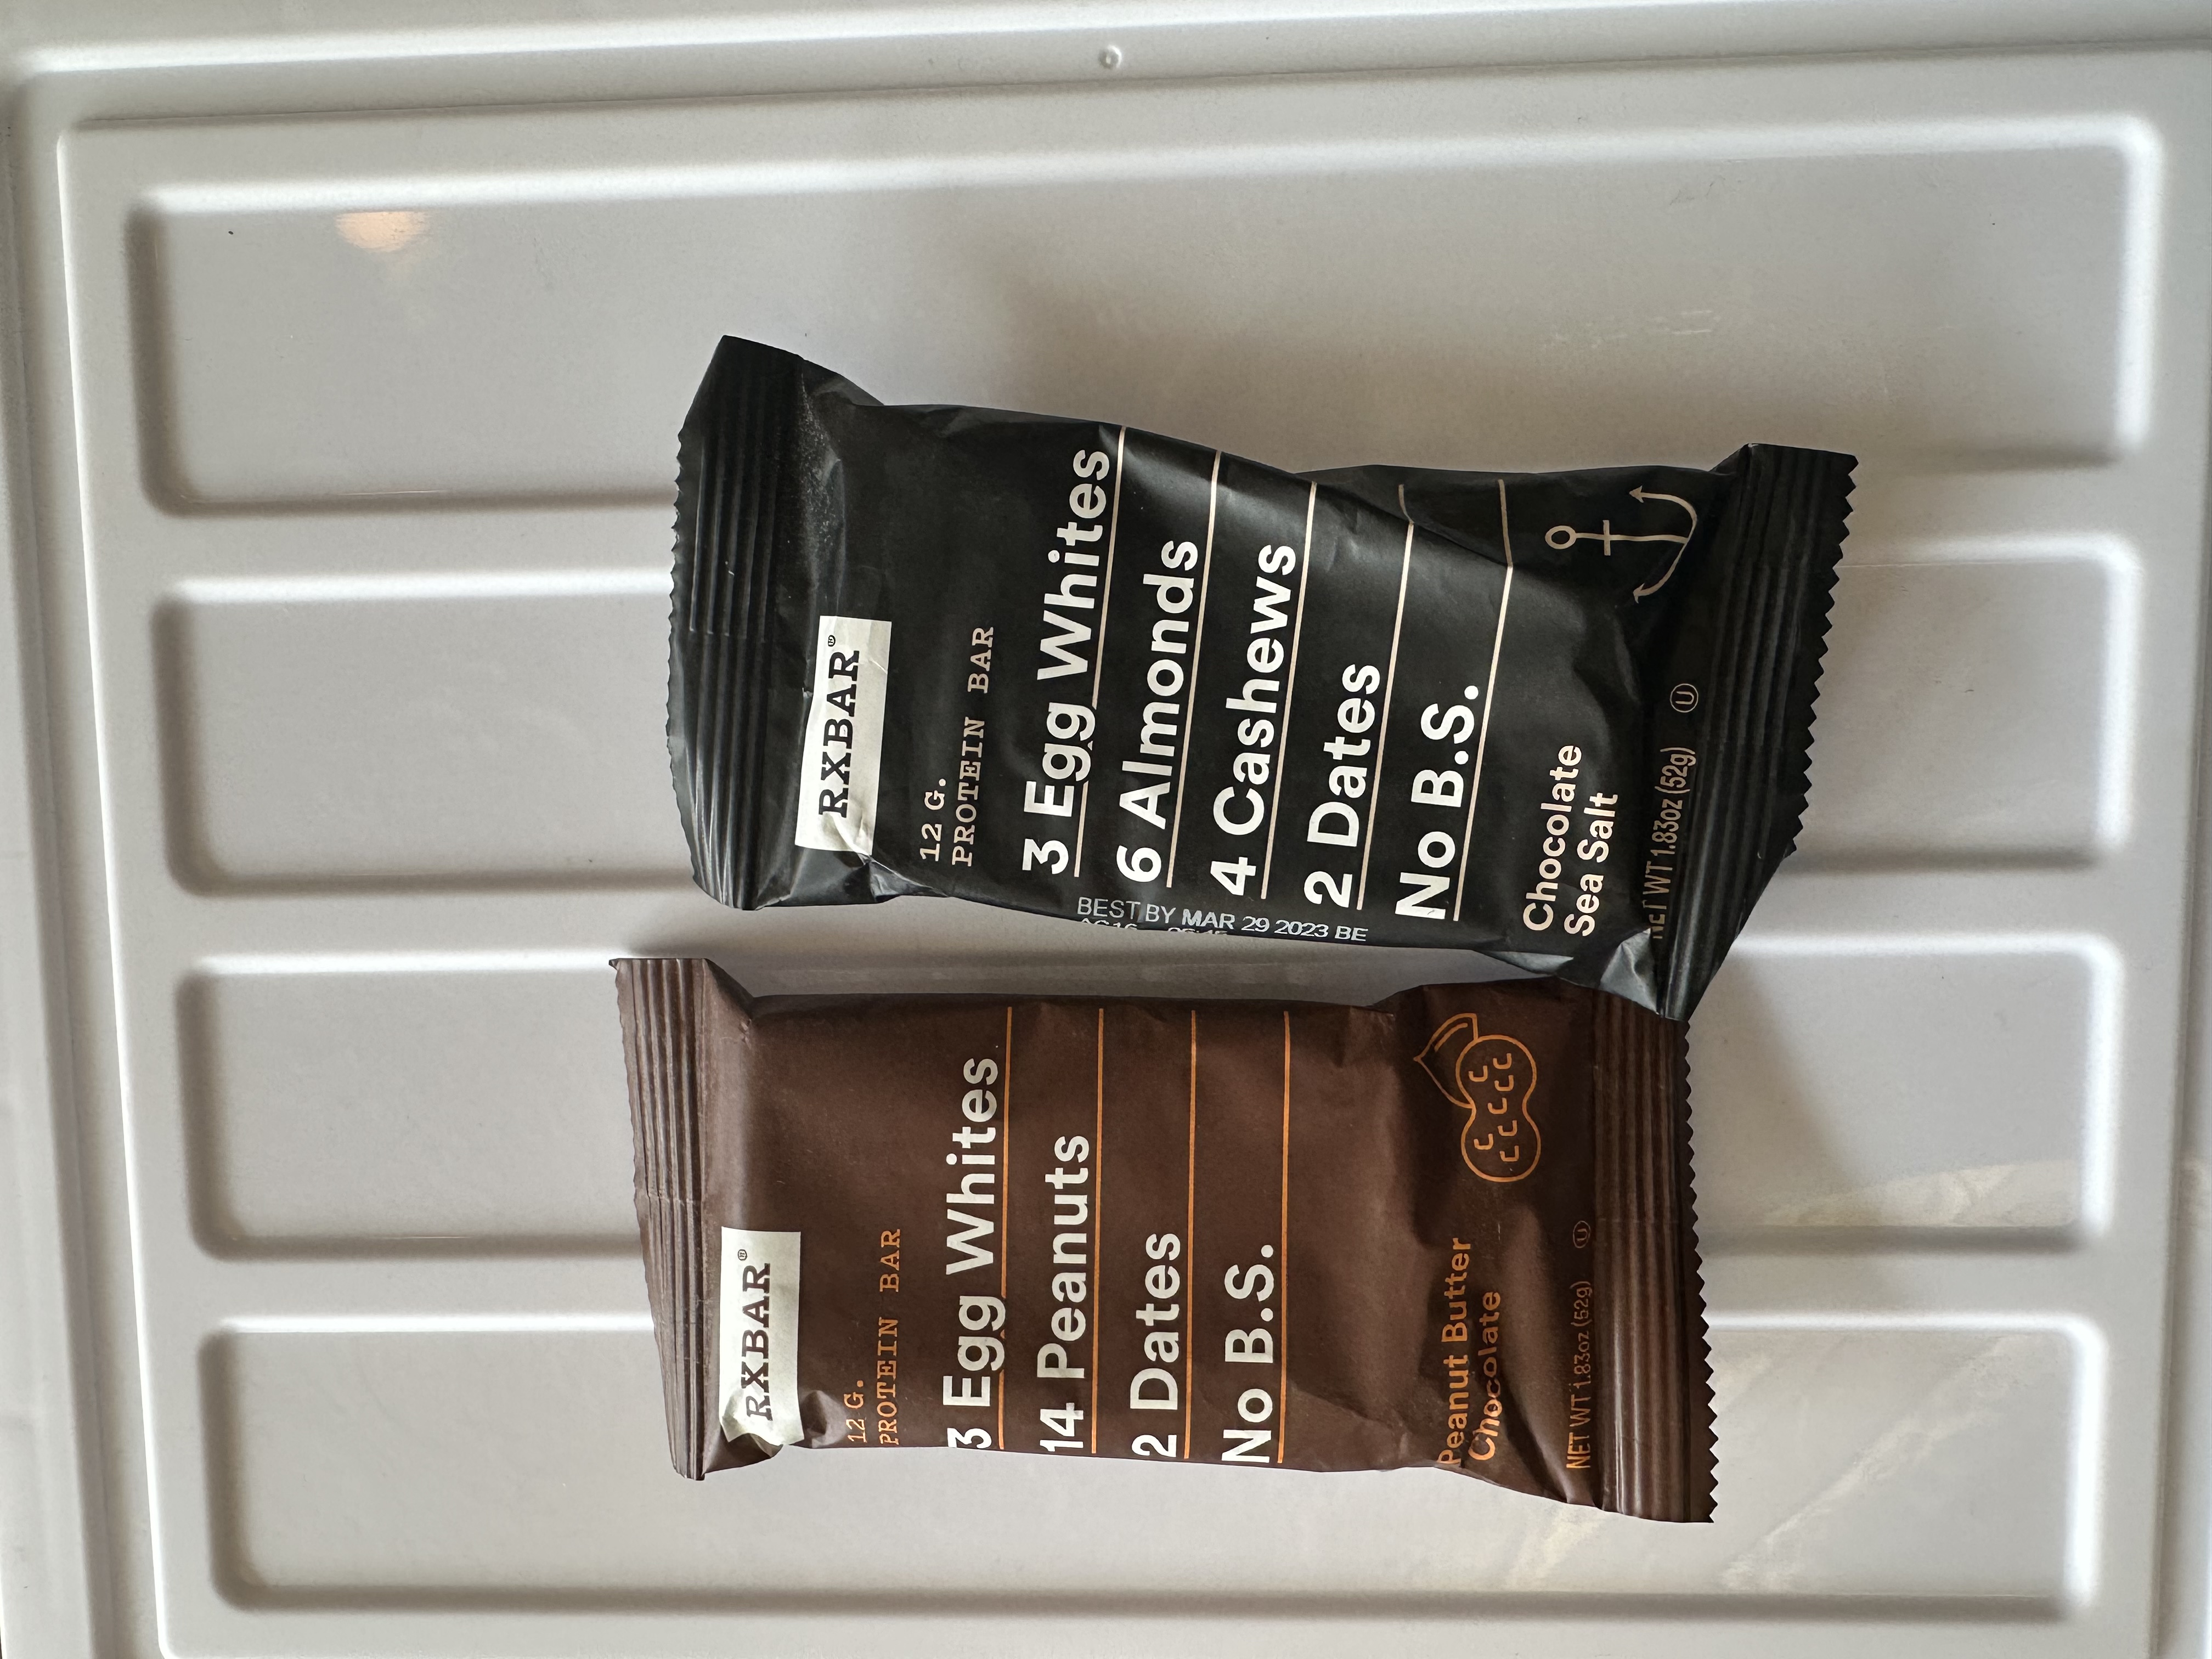 RXBAR®
12 G.
PROTEIN BAR
3 Egg Whites
6 Almonds
4 Cashews
2 Dates
No B.S.
Chocolate
Sea Salt
NET WT 1.83oz (52g) U
BEST BY MAR 29 2023 BE
RXBAR®
12 G.
PROTEIN BAR
3 Egg Whites
14 Peanuts
2 Dates
No B.S.
Peanut Butter
Chocolate
NET WT 1.83oz (52g) U